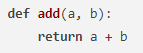 def add(a, b):
    return a + b